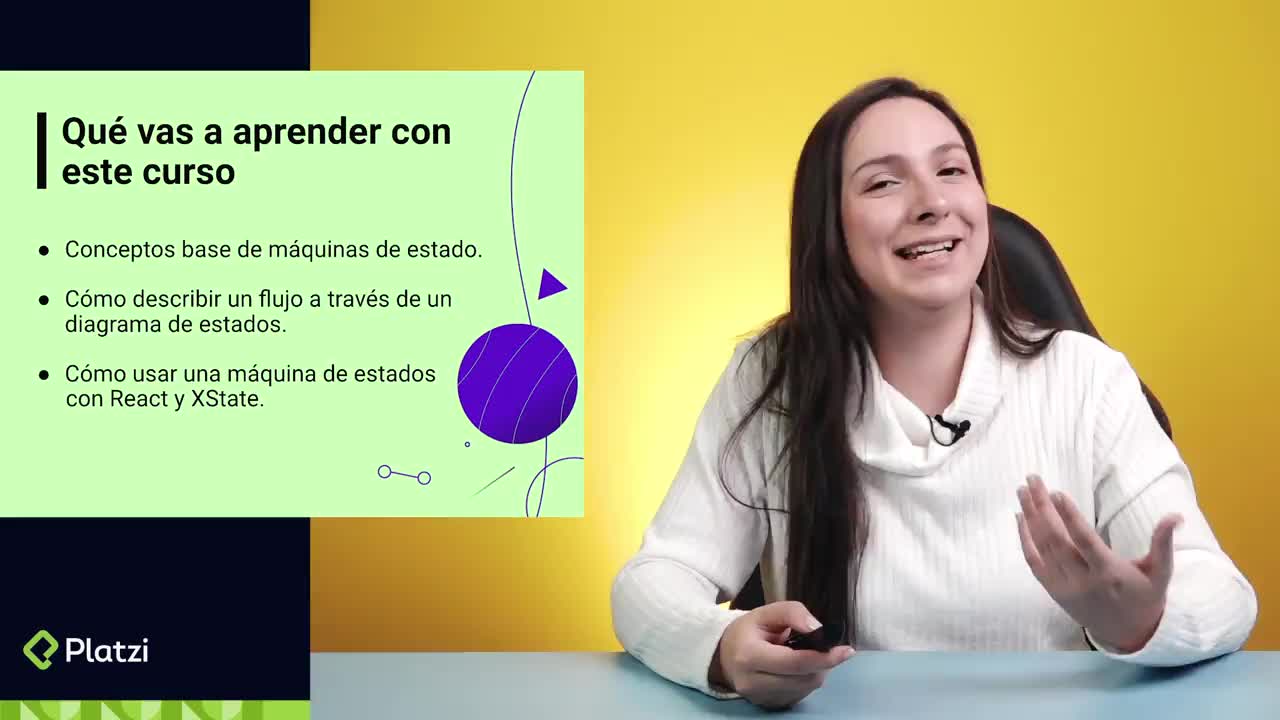 Qué vas a aprender con
este curso
● Conceptos base de máquinas de estado.
● Cómo describir un flujo a través de un
diagrama de estados.
● Cómo usar una máquina de estados
con React y XState.
Platzi